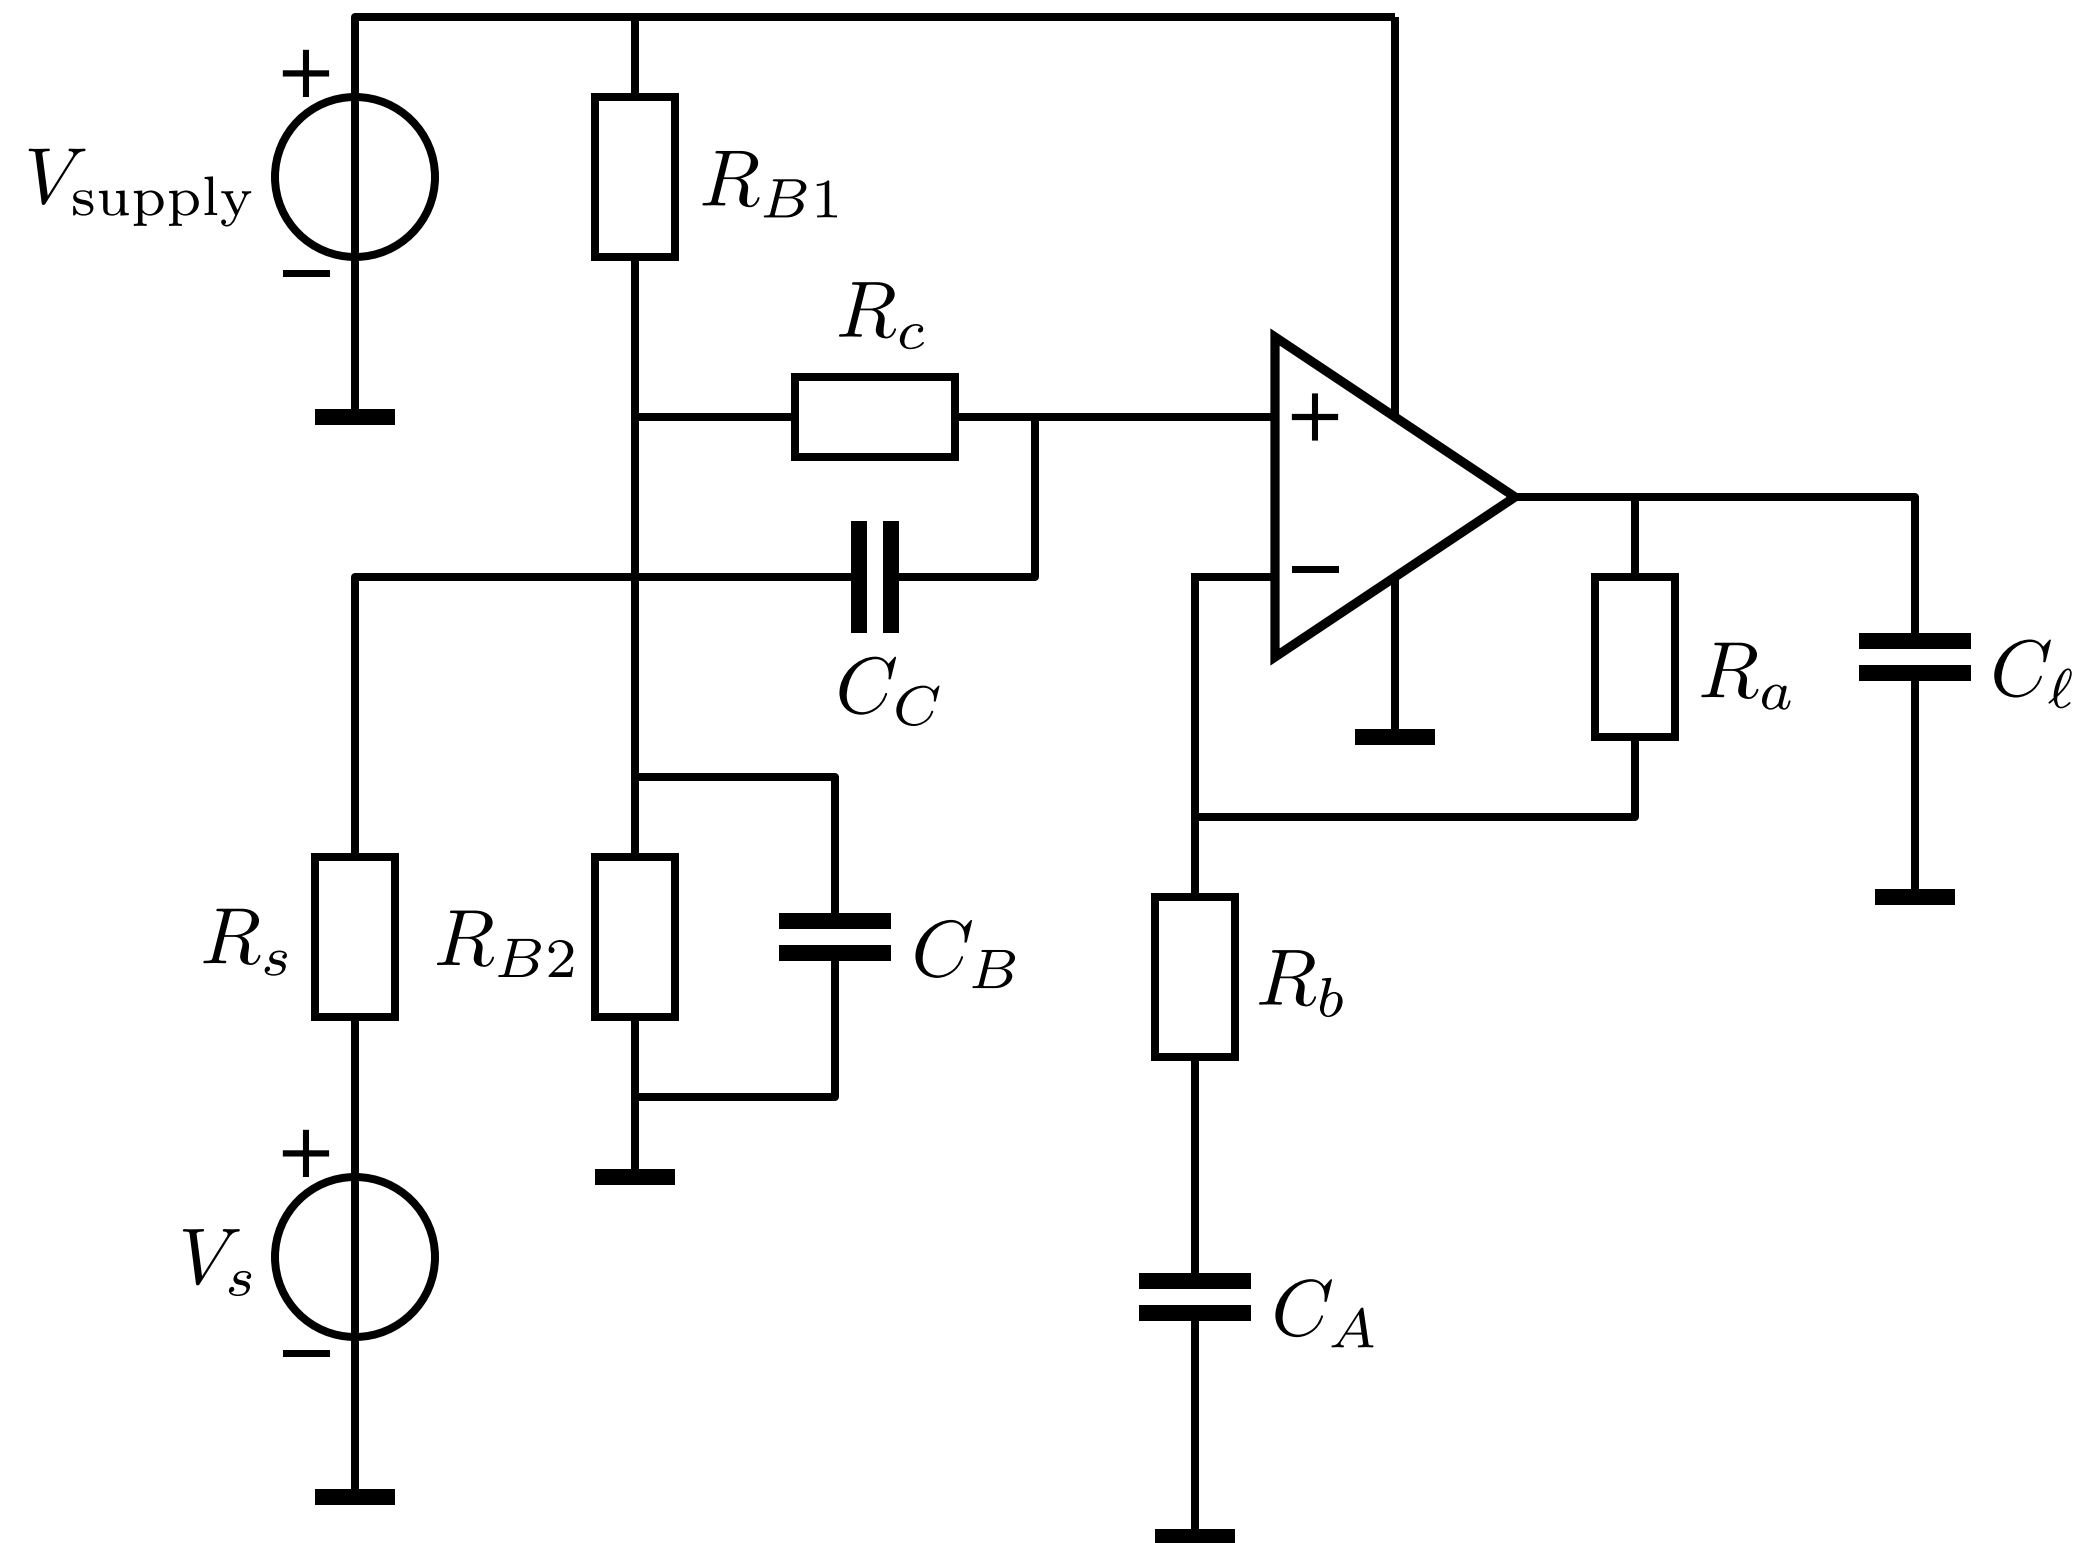 +
V_supply
−
R_B1
R_c
+
−
C_C
R_a
C_ℓ
R_s
R_B2
C_B
R_b
+
V_s
−
C_A